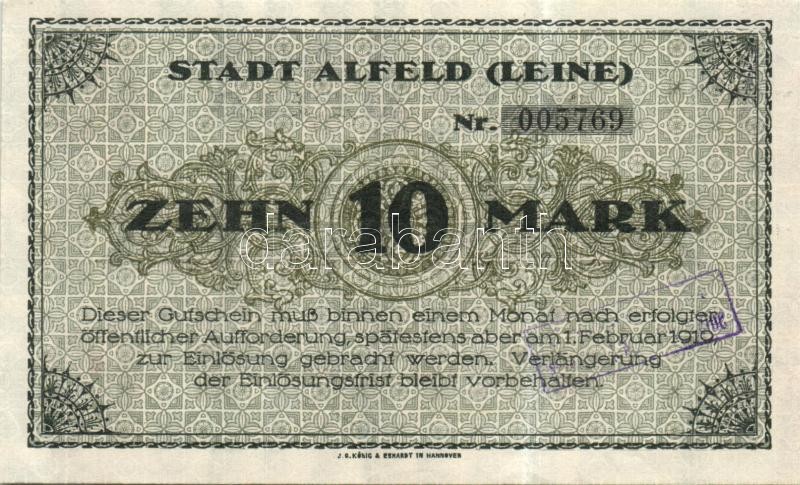 STADT ALFELD (LEINE)
Nr. 005769
ZEHN 10 MARK
darabanth
Dieser Gutschein muß binnen einem Monat nach erfolgter
öffentlicher Aufforderung, spätestens aber am 1. Februar 1919
zur Einlösung gebracht werden. Verlängerung
der Einlösungsfrist bleibt vorbehalten.
J. C. KÖNIG & EBHARDT IN HANNOVER